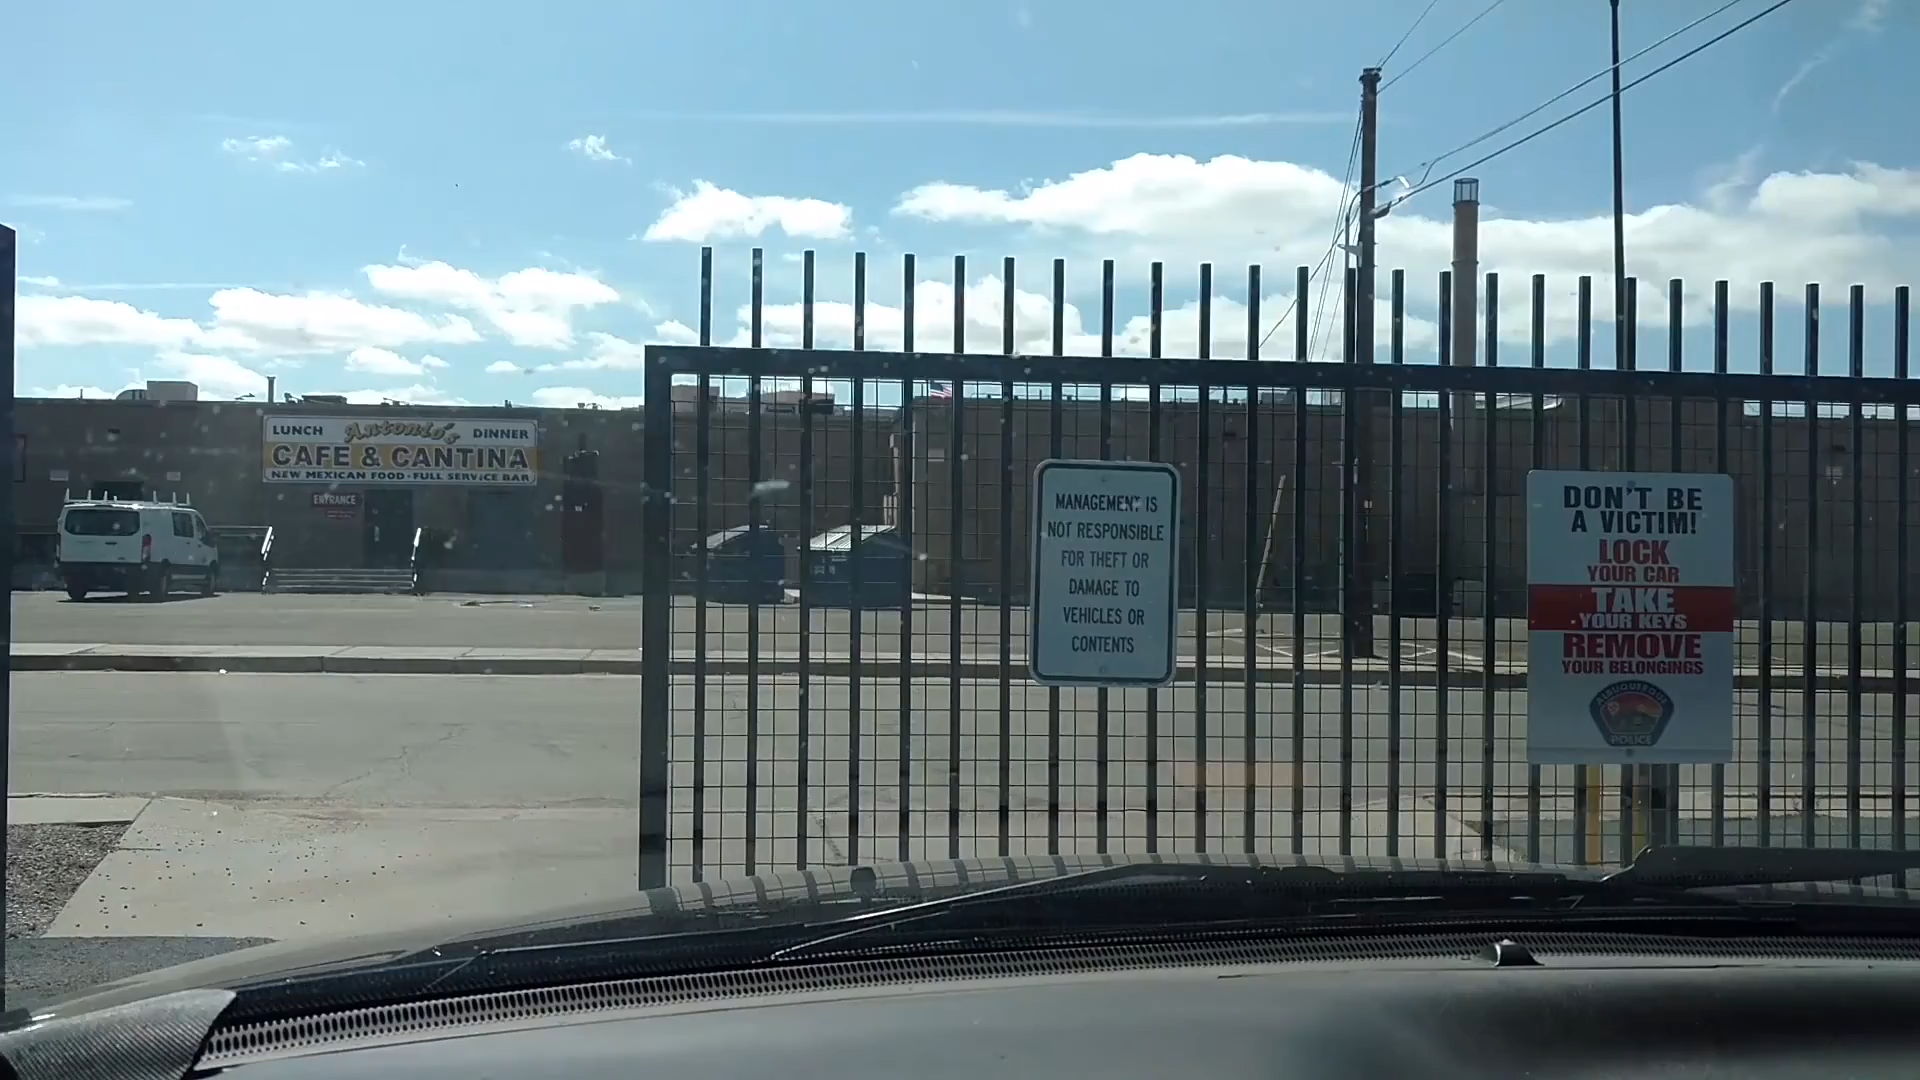 LUNCH Antonio's DINNER
CAFE & CANTINA
NEW MEXICAN FOOD · FULL SERVICE BAR
ENTRANCE
MANAGEMENT IS
NOT RESPONSIBLE
FOR THEFT OR
DAMAGE TO
VEHICLES OR
CONTENTS
DON'T BE
A VICTIM!
LOCK
YOUR CAR
TAKE
YOUR KEYS
REMOVE
YOUR BELONGINGS
ALBUQUERQUE
POLICE